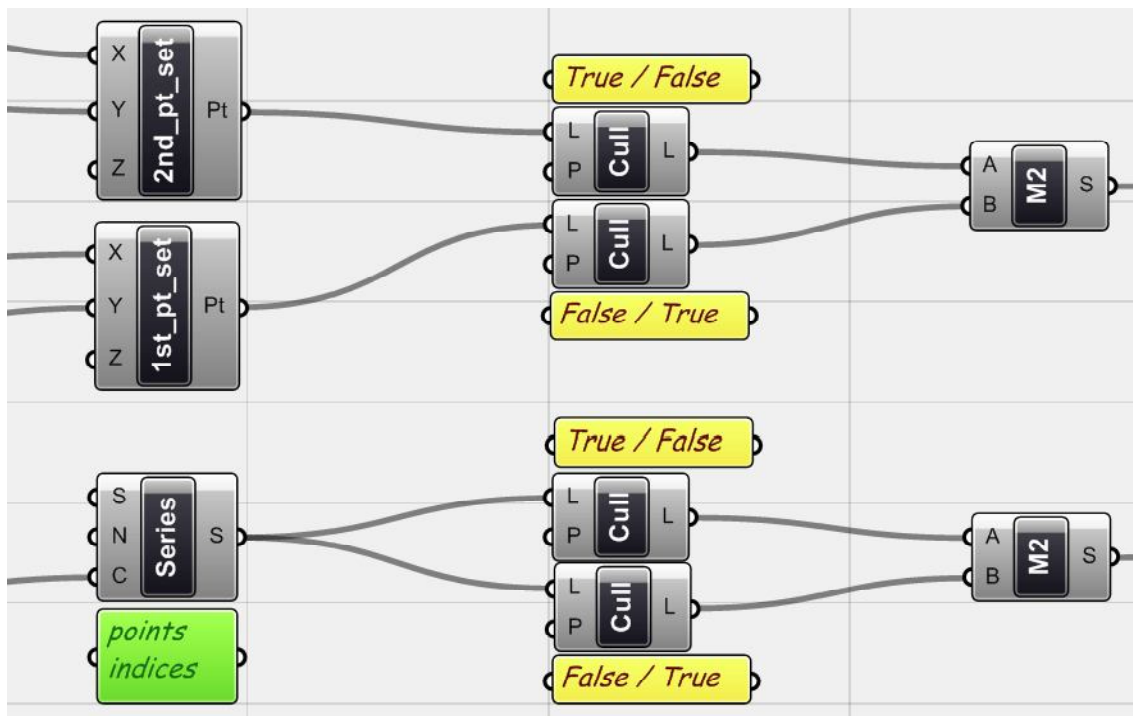 X
Y
Z
2nd_pt_set
Pt
True / False
L
P
Cull
L
A
B
M2
S
X
Y
Z
1st_pt_set
Pt
L
P
Cull
L
False / True
True / False
S
N
C
Series
S
L
P
Cull
L
A
B
M2
S
L
P
Cull
L
points
indices
False / True